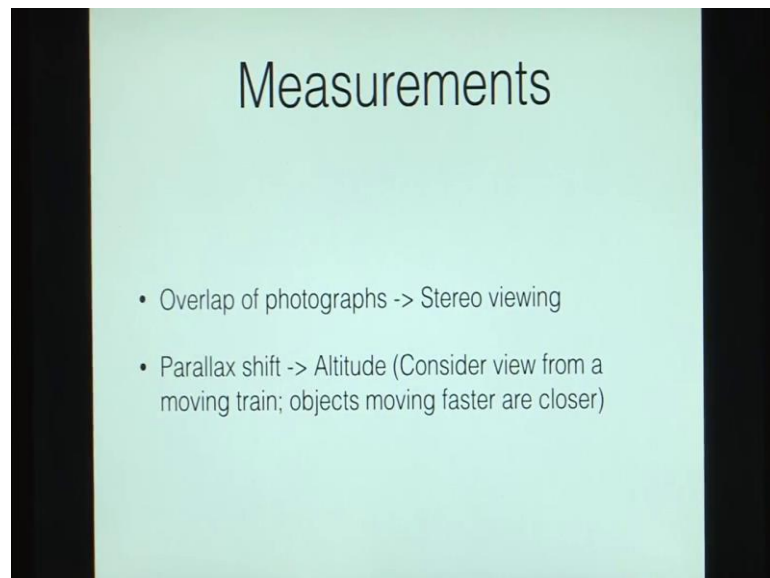 Measurements
• Overlap of photographs -> Stereo viewing
• Parallax shift -> Altitude (Consider view from a
moving train; objects moving faster are closer)